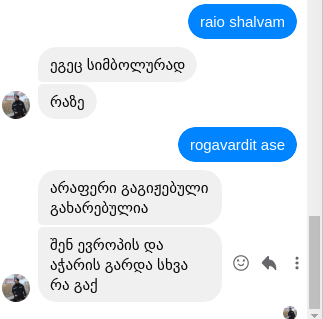 raio shalvam
ეგეც სიმბოლურად
რაზე
rogavardit ase
არაფერი გაგიჟებული
გახარებულია
შენ ევროპის და
აჭარის გარდა სხვა
რა გაქ